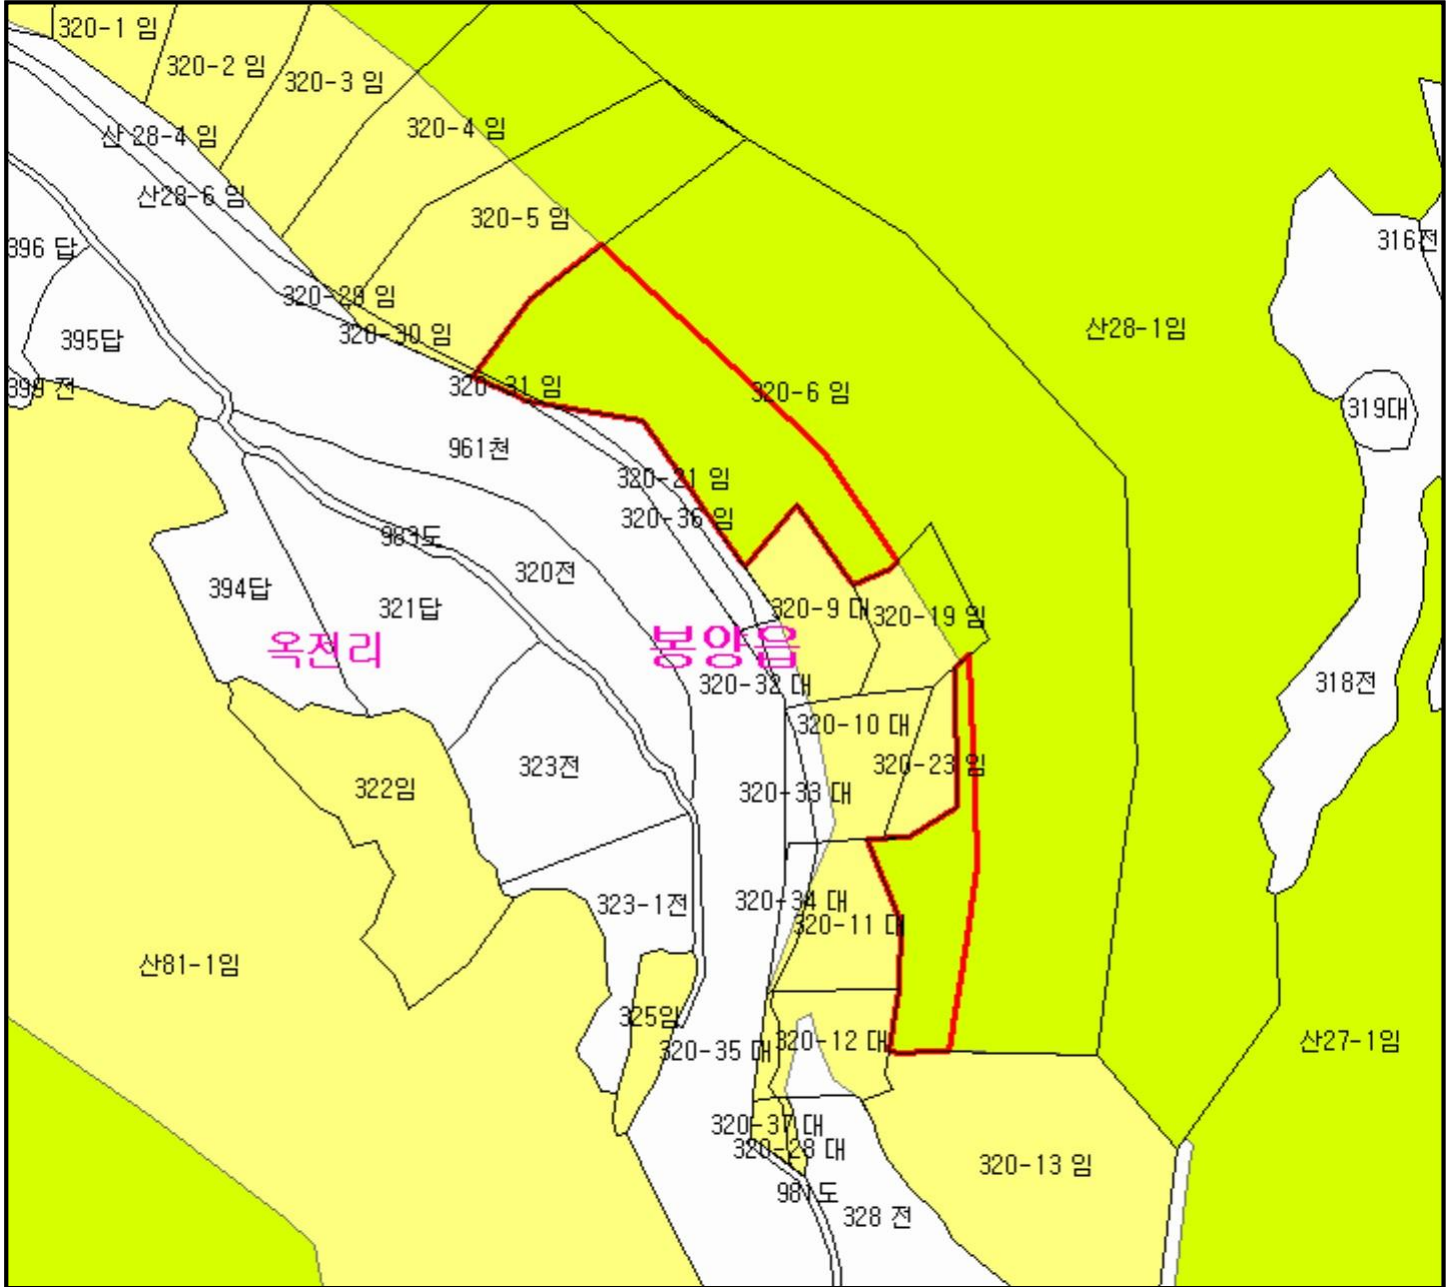 320-1 임
320-2 임
320-3 임
320-4 임
산 28-4 임
산28-6 임
320-5 임
396 답
316전
320-29 임
320-30 임
산28-1임
395답
399 전
320-31 임
320-6 임
319대
961천
320-21 임
320-36 임
983도
320전
394답
321답
320-9 대
320-19 임
옥전리
봉양읍
320-32 대
318전
320-10 대
323전
320-23 임
322임
320-33 대
323-1전
320-34 대
320-11 대
산81-1임
325임
320-35 대
320-12 대
산27-1임
320-37 대
320-28 대
320-13 임
981도
328 전